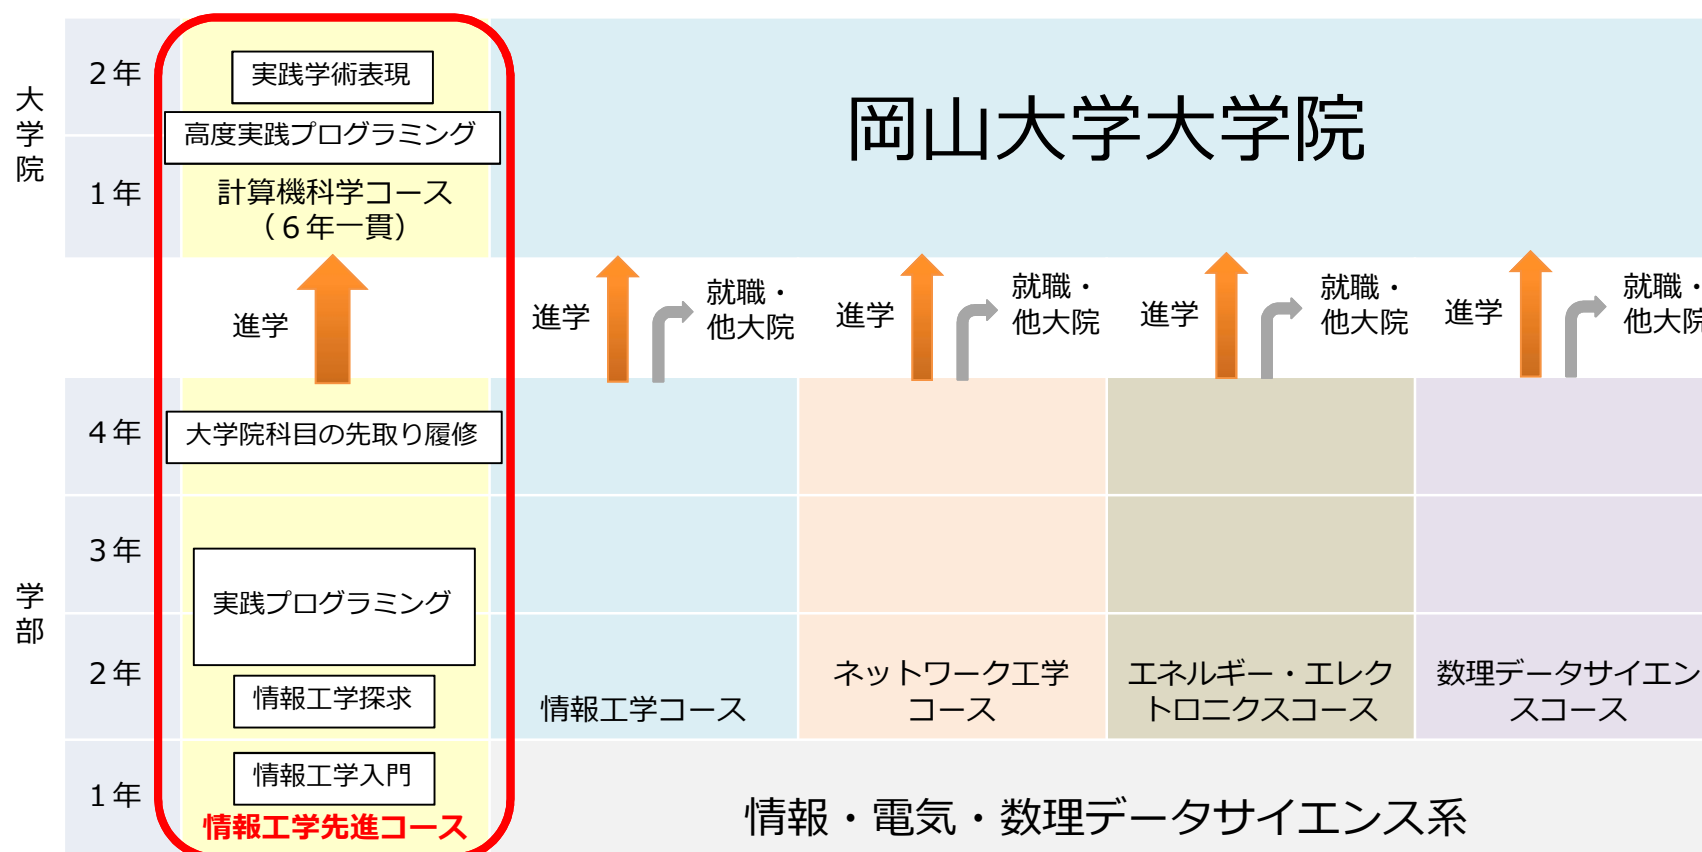 大学院
2年
実践学術表現
高度実践プログラミング
1年
計算機科学コース
（６年一貫）
岡山大学大学院
進学
進学
就職・
他大院
進学
就職・
他大院
進学
就職・
他大院
進学
就職・
他大院
学部
4年
大学院科目の先取り履修
3年
実践プログラミング
2年
情報工学探求
情報工学コース
ネットワーク工学
コース
エネルギー・エレク
トロニクスコース
数理データサイエン
スコース
1年
情報工学入門
情報工学先進コース
情報・電気・数理データサイエンス系